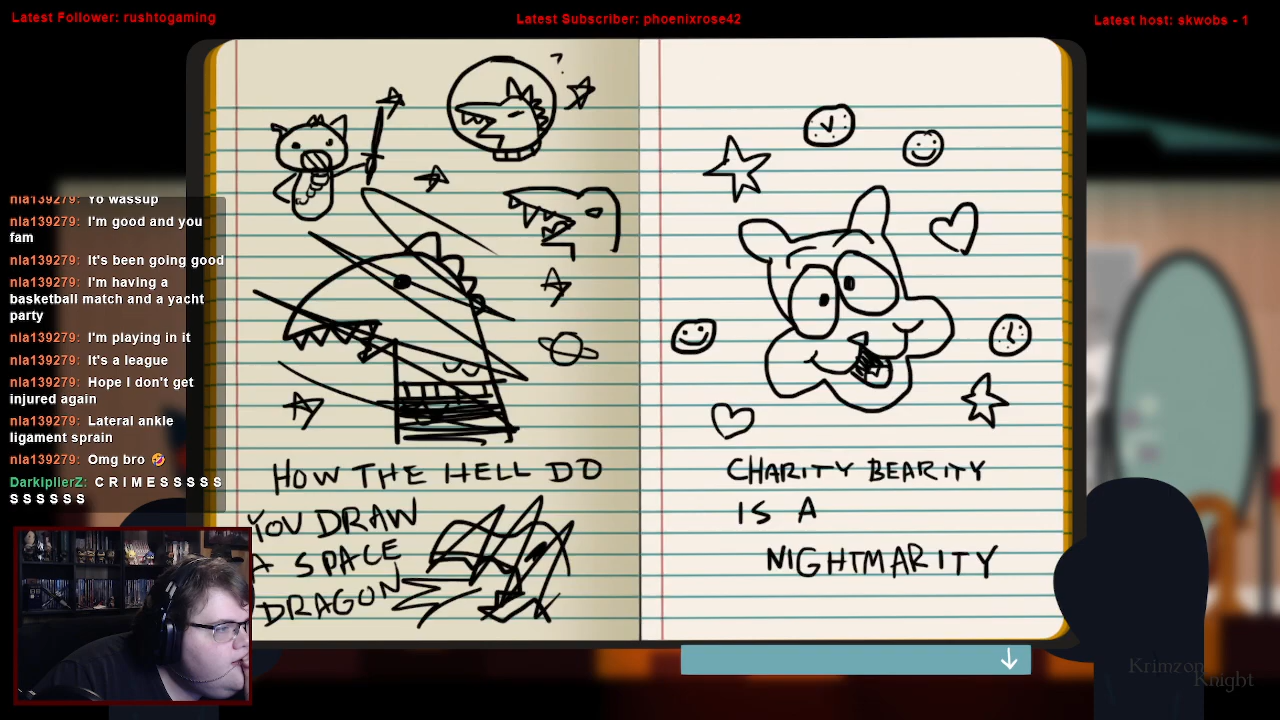 Latest Follower: rushtogaming
Latest Subscriber: phoenixrose42
Latest host: skwobs - 1
nla139279: Yo wassup
nla139279: I'm good and you
fam
nla139279: It's been going good
nla139279: I'm having a
basketball match and a yacht
party
nla139279: I'm playing in it
nla139279: It's a league
nla139279: Hope I don't get
injured again
nla139279: Lateral ankle
ligament sprain
nla139279: Omg bro 🤣
DarkiplierZ: C R I M E S S S S S
S S S S S S
HOW THE HELL DO
YOU DRAW
A SPACE
DRAGON
CHARITY BEARITY
IS A
NIGHTMARITY
Krimzon
Knight